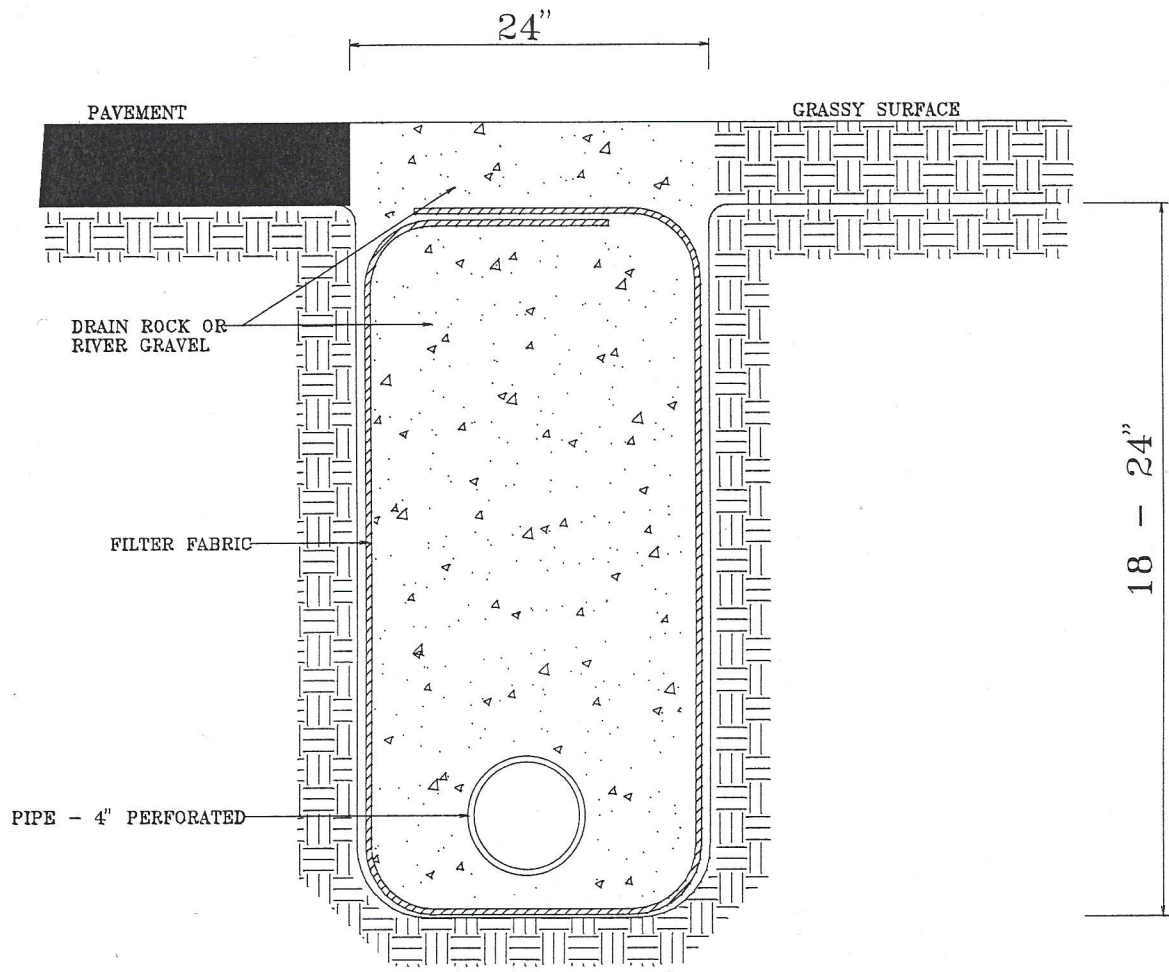 24"
PAVEMENT
GRASSY SURFACE
DRAIN ROCK OR
RIVER GRAVEL
FILTER FABRIC
18 - 24"
PIPE - 4" PERFORATED